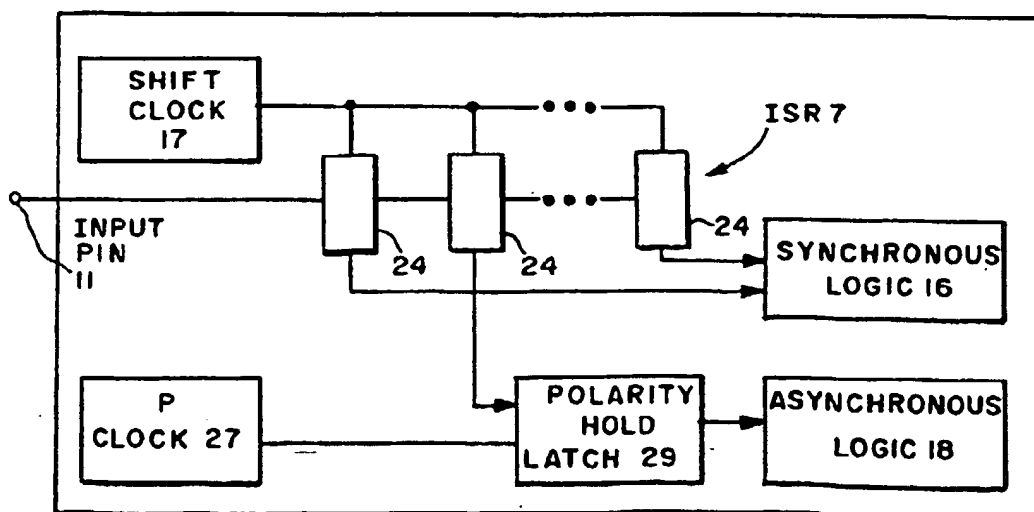 SHIFT
CLOCK
17
ISR 7
INPUT
PIN
11
24
24
24
SYNCHRONOUS
LOGIC 16
P
CLOCK 27
POLARITY
HOLD
LATCH 29
ASYNCHRONOUS
LOGIC 18